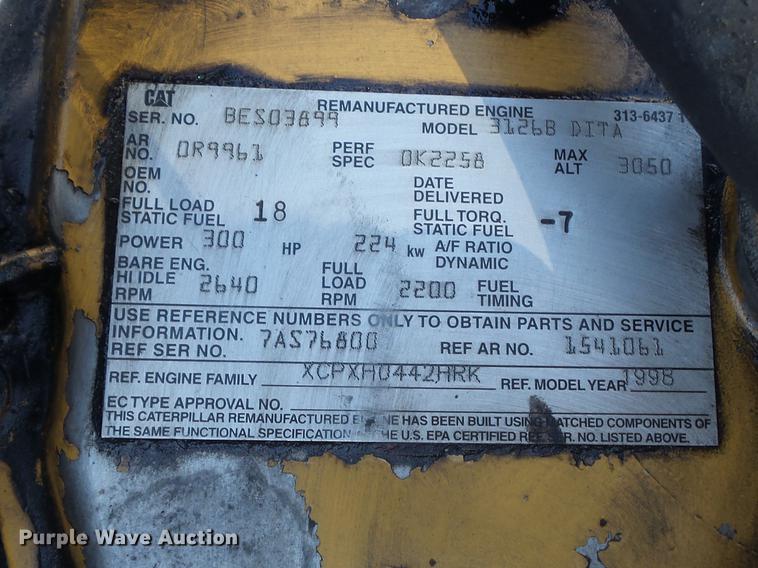 CAT REMANUFACTURED ENGINE 313-6437 1
SER. NO. BES03899 MODEL 3126B DITA
AR NO. 0R9961 PERF SPEC 0K2258 MAX ALT 3050
OEM NO. DATE DELIVERED
FULL LOAD STATIC FUEL 18 FULL TORQ. STATIC FUEL -7
POWER 300 HP 224 kw A/F RATIO DYNAMIC
BARE ENG. HI IDLE RPM 2640 FULL LOAD RPM 2200 FUEL TIMING
USE REFERENCE NUMBERS ONLY TO OBTAIN PARTS AND SERVICE
INFORMATION. 7AS76800
REF SER NO. REF AR NO. 1541061
REF. ENGINE FAMILY XCPXH0442HRK REF. MODEL YEAR 1998
EC TYPE APPROVAL NO.
THIS CATERPILLAR REMANUFACTURED ENGINE HAS BEEN BUILT USING MATCHED COMPONENTS OF
THE SAME FUNCTIONAL SPECIFICATION THE U.S. EPA CERTIFIED REF. SER. NO. LISTED ABOVE.
Purple Wave Auction